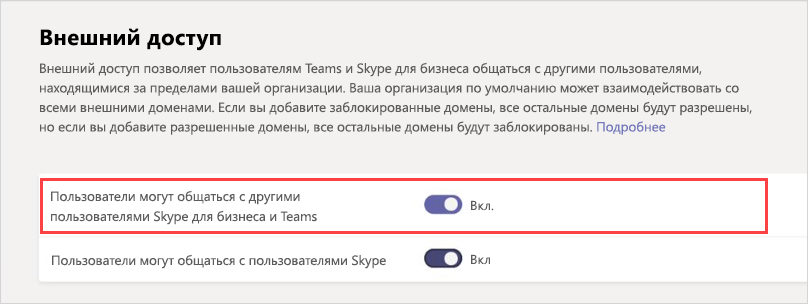 Внешний доступ
Внешний доступ позволяет пользователям Teams и Skype для бизнеса общаться с другими пользователями,
находящимися за пределами вашей организации. Ваша организация по умолчанию может взаимодействовать со
всеми внешними доменами. Если вы добавите заблокированные домены, все остальные домены будут разрешены,
но если вы добавите разрешенные домены, все остальные домены будут заблокированы. Подробнее
Пользователи могут общаться с другими
пользователями Skype для бизнеса и Teams
Вкл.
Пользователи могут общаться с пользователями Skype
Вкл